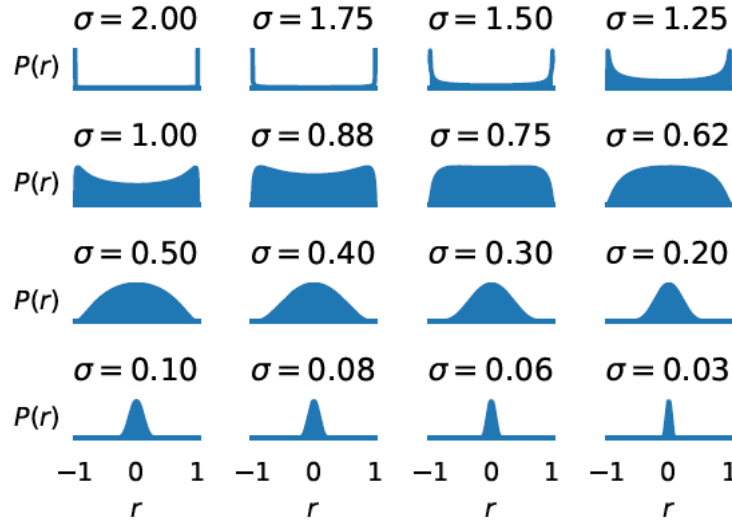 σ = 2.00 σ = 1.75 σ = 1.50 σ = 1.25
P(r)
σ = 1.00 σ = 0.88 σ = 0.75 σ = 0.62
P(r)
σ = 0.50 σ = 0.40 σ = 0.30 σ = 0.20
P(r)
σ = 0.10 σ = 0.08 σ = 0.06 σ = 0.03
P(r)
−1 0 1 −1 0 1 −1 0 1 −1 0 1
r r r r